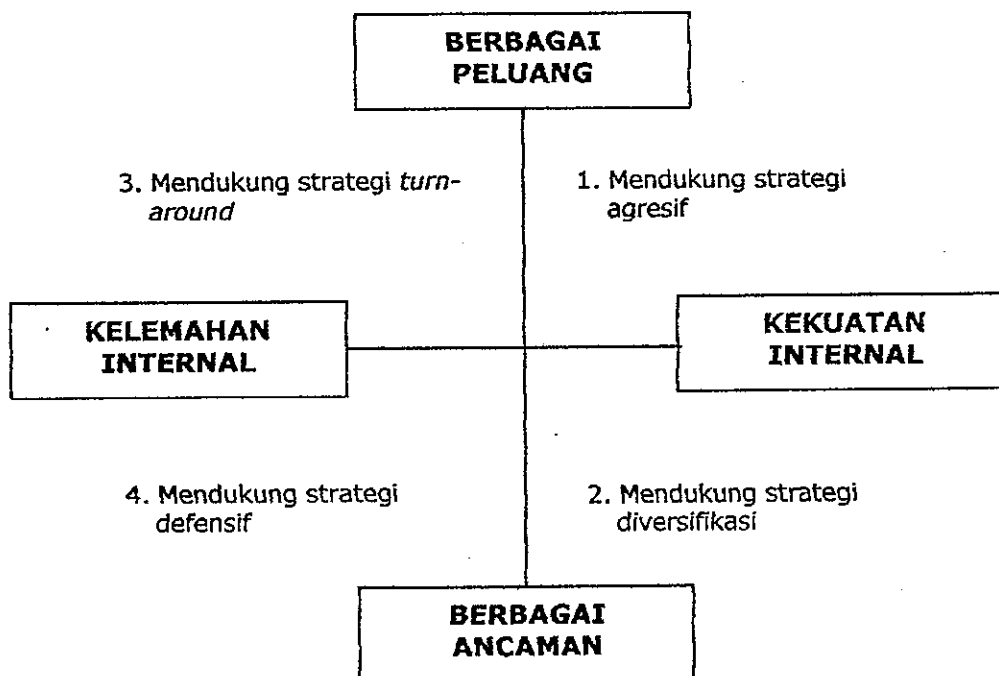 BERBAGAI
PELUANG
3. Mendukung strategi turn-
around
1. Mendukung strategi
agresif
KELEMAHAN
INTERNAL
KEKUATAN
INTERNAL
4. Mendukung strategi
defensif
2. Mendukung strategi
diversifikasi
BERBAGAI
ANCAMAN